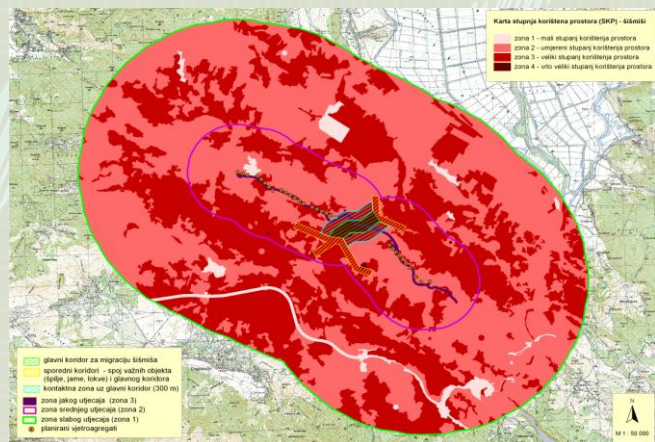 Karta stupnja korištena prostora (SKP) - šišmiši
zona 1 - mali stupanj korištenja prostora
zona 2 - umjereni stupanj korištenja prostora
zona 3 - veliki stupanj korištenja prostora
zona 4 - vrlo veliki stupanj korištenja prostora
glavni koridor za migraciju šišmiša
sporedni koridori - spoj važnih objekta
(špilje, jame, lokve) i glavnog koridora
kontaktna zona uz glavni koridor (300 m)
zona jakog utjecaja (zona 3)
zona srednjeg utjecaja (zona 2)
zona slabog utjecaja (zona 1)
planirani vjetroagregati
N
M 1 : 50 000